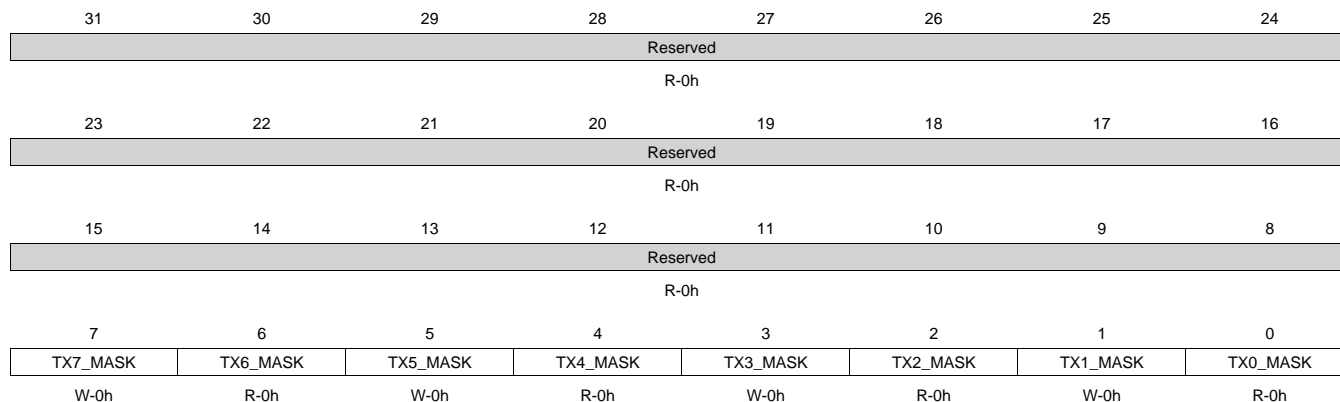 31 30 29 28 27 26 25 24
Reserved
R-0h
23 22 21 20 19 18 17 16
Reserved
R-0h
15 14 13 12 11 10 9 8
Reserved
R-0h
7 6 5 4 3 2 1 0
TX7_MASK TX6_MASK TX5_MASK TX4_MASK TX3_MASK TX2_MASK TX1_MASK TX0_MASK
W-0h R-0h W-0h R-0h W-0h R-0h W-0h R-0h